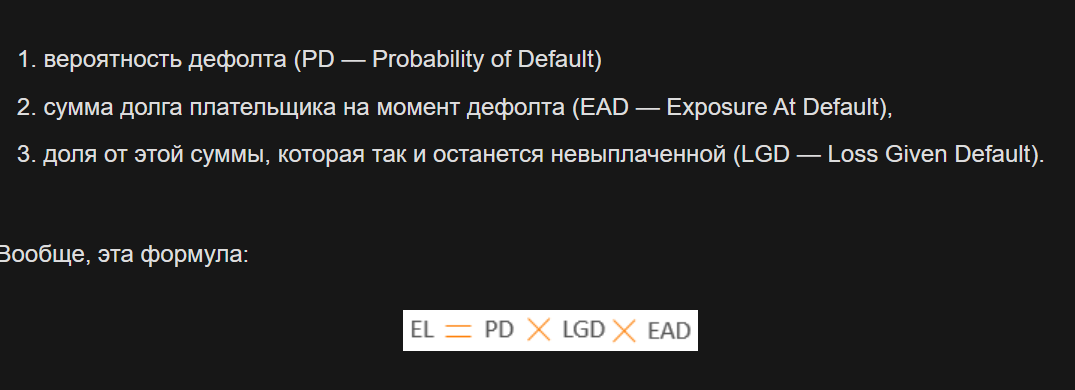 1. вероятность дефолта (PD — Probability of Default)
2. сумма долга плательщика на момент дефолта (EAD — Exposure At Default),
3. доля от этой суммы, которая так и останется невыплаченной (LGD — Loss Given Default).
Вообще, эта формула:
EL = PD × LGD × EAD